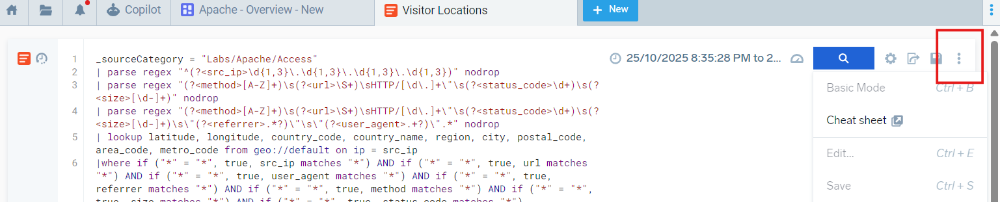 Copilot
Apache - Overview - New
Visitor Locations
+ New
1 _sourceCategory = "Labs/Apache/Access"
25/10/2025 8:35:28 PM to 2...
2 | parse regex "^(?<src_ip>\d{1,3}\.\d{1,3}\.\d{1,3}\.\d{1,3})" nodrop
3 | parse regex "(?<method>[A-Z]+)\s(?<url>\S+)\sHTTP/[\d\.]+\"\s(?<status_code>\d+)\s(?
<size>[\d-]+)" nodrop
4 | parse regex "(?<method>[A-Z]+)\s(?<url>\S+)\sHTTP/[\d\.]+\"\s(?<status_code>\d+)\s(?
<size>[\d-]+)\s\"(?<referrer>.*?)\"\s\"(?<user_agent>.+?)\".*" nodrop
5 | lookup latitude, longitude, country_code, country_name, region, city, postal_code,
area_code, metro_code from geo://default on ip = src_ip
6 |where if ("*" = "*", true, src_ip matches "*") AND if ("*" = "*", true, url matches
"*") AND if ("*" = "*", true, user_agent matches "*") AND if ("*" = "*", true,
referrer matches "*") AND if ("*" = "*", true, method matches "*") AND if ("*" = "*",
true, size matches "*") AND if ("*" = "*", true, status_code matches "*")
Basic Mode Ctrl + B
Cheat sheet
Edit... Ctrl + E
Save Ctrl + S